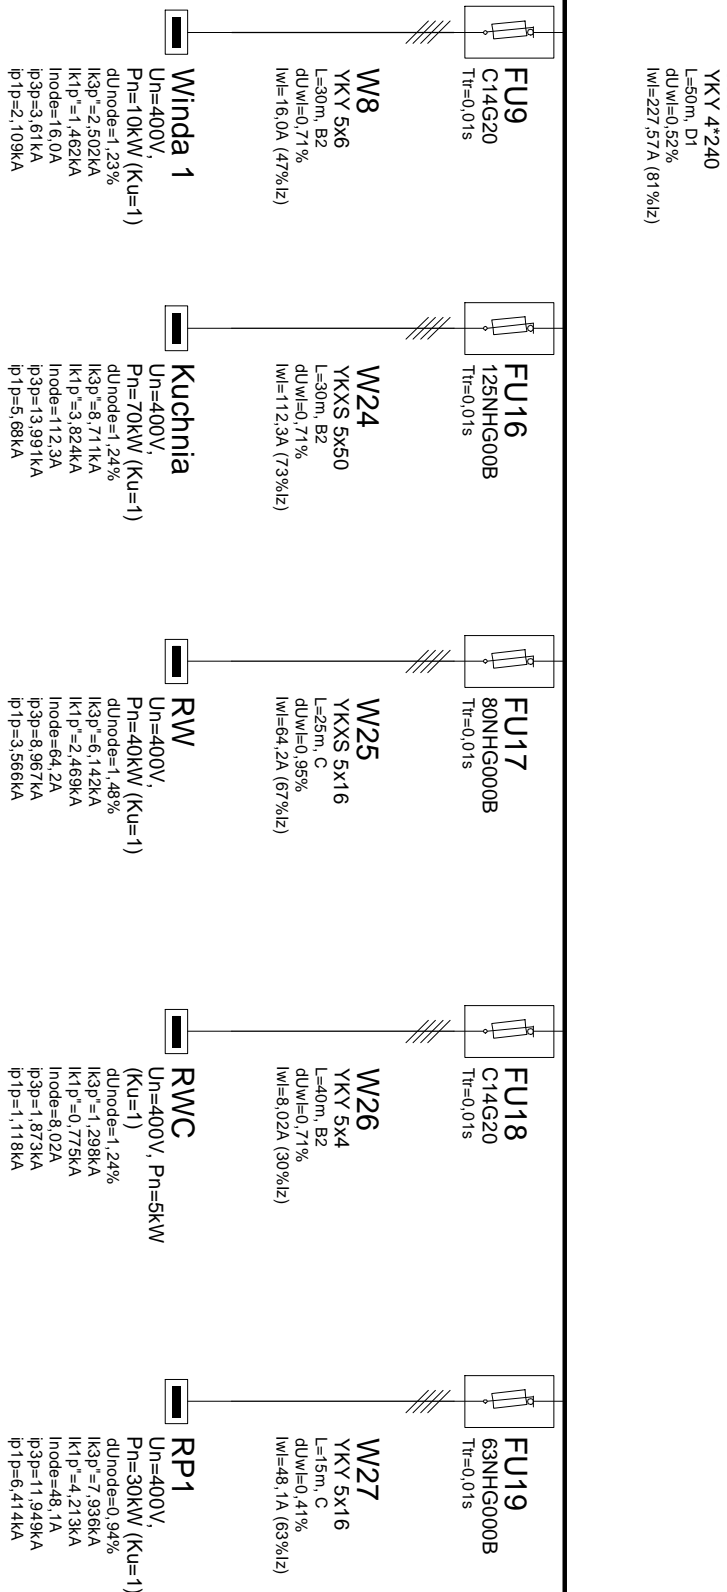 YKY 4*240
L=50m, D1
dUwl=0,52%
Iwl=227,57A (81%Iz)
FU9
C14G20
Ttr=0,01s
W8
YKY 5x6
L=30m, B2
dUwl=0,71%
Iwl=16,0A (47%Iz)
Winda 1
Un=400V,
Pn=10kW (Ku=1)
dUnode=1,23%
Ik3p"=2,502kA
Ik1p"=1,462kA
Inode=16,0A
ip3p=3,61kA
ip1p=2,109kA
FU16
125NHG00B
Ttr=0,01s
W24
YKXS 5x50
L=30m, B2
dUwl=0,71%
Iwl=112,3A (73%Iz)
Kuchnia
Un=400V,
Pn=70kW (Ku=1)
dUnode=1,24%
Ik3p"=8,711kA
Ik1p"=3,824kA
Inode=112,3A
ip3p=13,991kA
ip1p=5,68kA
FU17
80NHG000B
Ttr=0,01s
W25
YKXS 5x16
L=25m, C
dUwl=0,95%
Iwl=64,2A (67%Iz)
RW
Un=400V,
Pn=40kW (Ku=1)
dUnode=1,48%
Ik3p"=6,142kA
Ik1p"=2,469kA
Inode=64,2A
ip3p=8,967kA
ip1p=3,566kA
FU18
C14G20
Ttr=0,01s
W26
YKY 5x4
L=40m, B2
dUwl=0,71%
Iwl=8,02A (30%Iz)
RWC
Un=400V, Pn=5kW
(Ku=1)
dUnode=1,24%
Ik3p"=1,298kA
Ik1p"=0,775kA
Inode=8,02A
ip3p=1,873kA
ip1p=1,118kA
FU19
63NHG000B
Ttr=0,01s
W27
YKY 5x16
L=15m, C
dUwl=0,41%
Iwl=48,1A (63%Iz)
RP1
Un=400V,
Pn=30kW (Ku=1)
dUnode=0,94%
Ik3p"=7,936kA
Ik1p"=4,213kA
Inode=48,1A
ip3p=11,949kA
ip1p=6,414kA